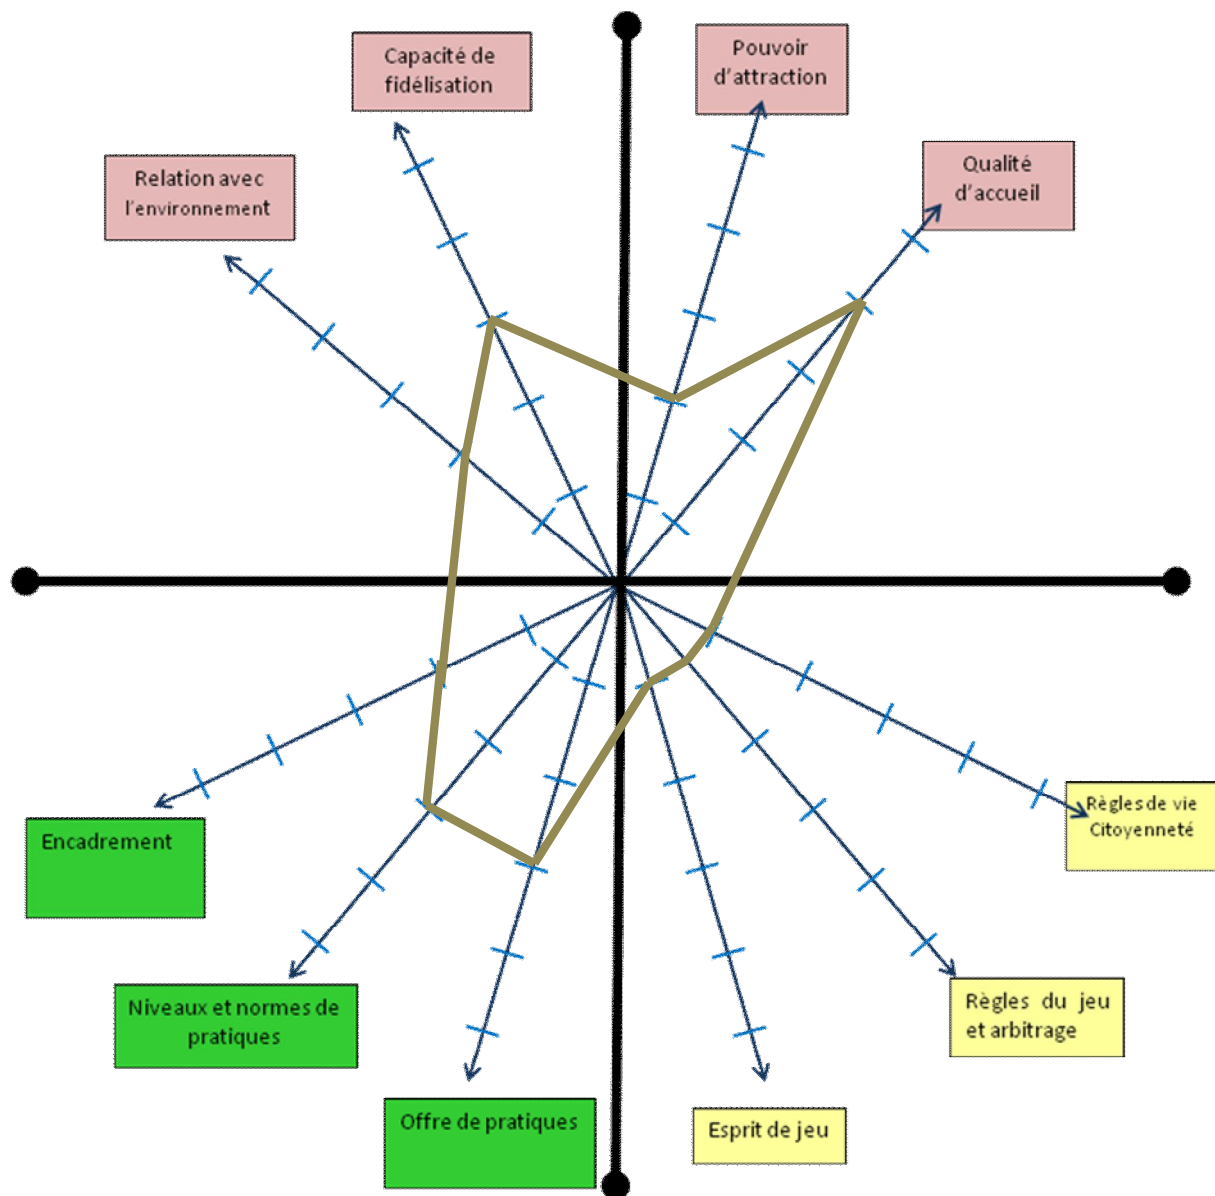 Capacité de
fidélisation
Pouvoir
d'attraction
Relation avec
l'environnement
Qualité
d'accueil
Encadrement
Règles de vie
Citoyenneté
Niveaux et normes de
pratiques
Règles du jeu
et arbitrage
Offre de pratiques
Esprit de jeu